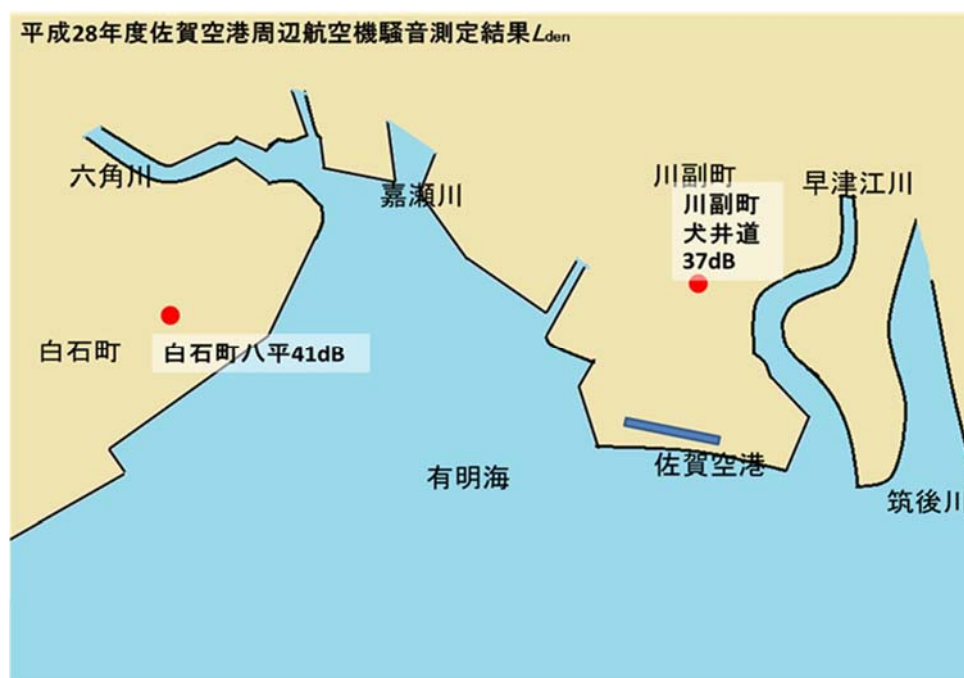 平成28年度佐賀空港周辺航空機騒音測定結果Lden
六角川
嘉瀬川
川副町
早津江川
川副町
犬井道
37dB
白石町
白石町八平41dB
佐賀空港
有明海
筑後川